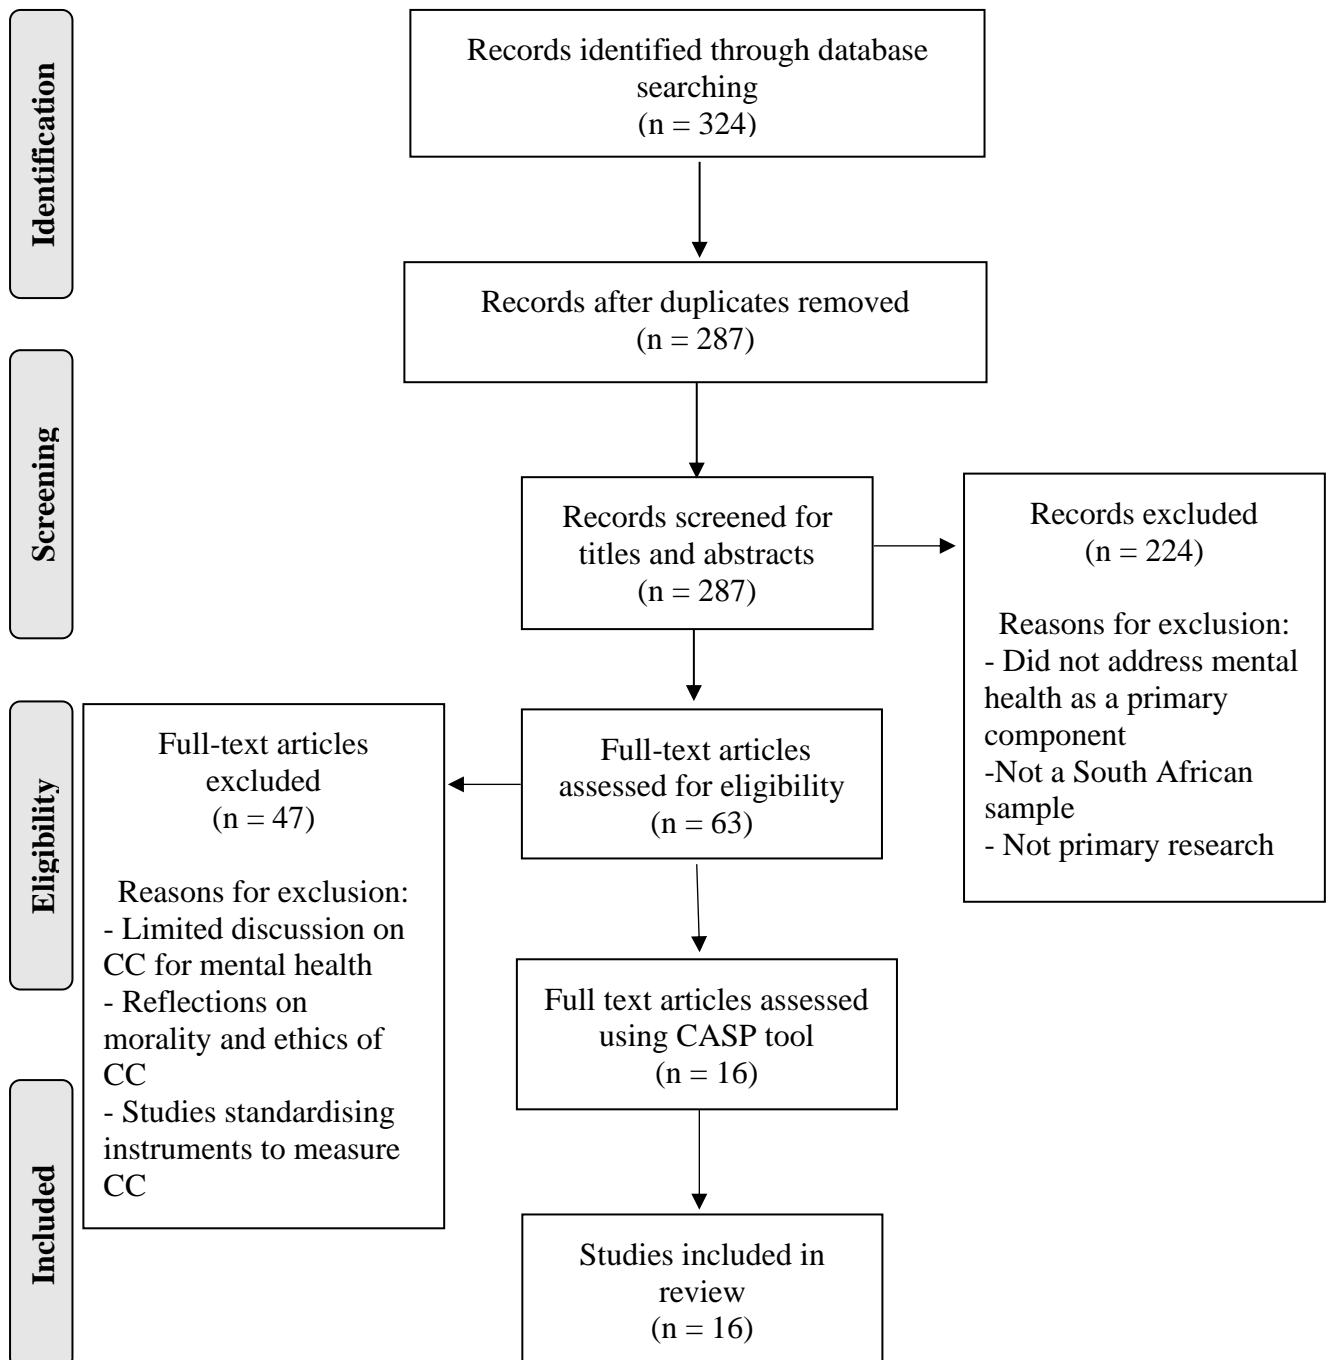 Identification
Records identified through database
searching
(n = 324)
Records after duplicates removed
(n = 287)
Screening
Records screened for
titles and abstracts
(n = 287)
Records excluded
(n = 224)
Reasons for exclusion:
- Did not address mental
health as a primary
component
-Not a South African
sample
- Not primary research
Eligibility
Full-text articles
assessed for eligibility
(n = 63)
Full-text articles
excluded
(n = 47)
Reasons for exclusion:
- Limited discussion on
CC for mental health
- Reflections on
morality and ethics of
CC
- Studies standardising
instruments to measure
CC
Full text articles assessed
using CASP tool
(n = 16)
Included
Studies included in
review
(n = 16)